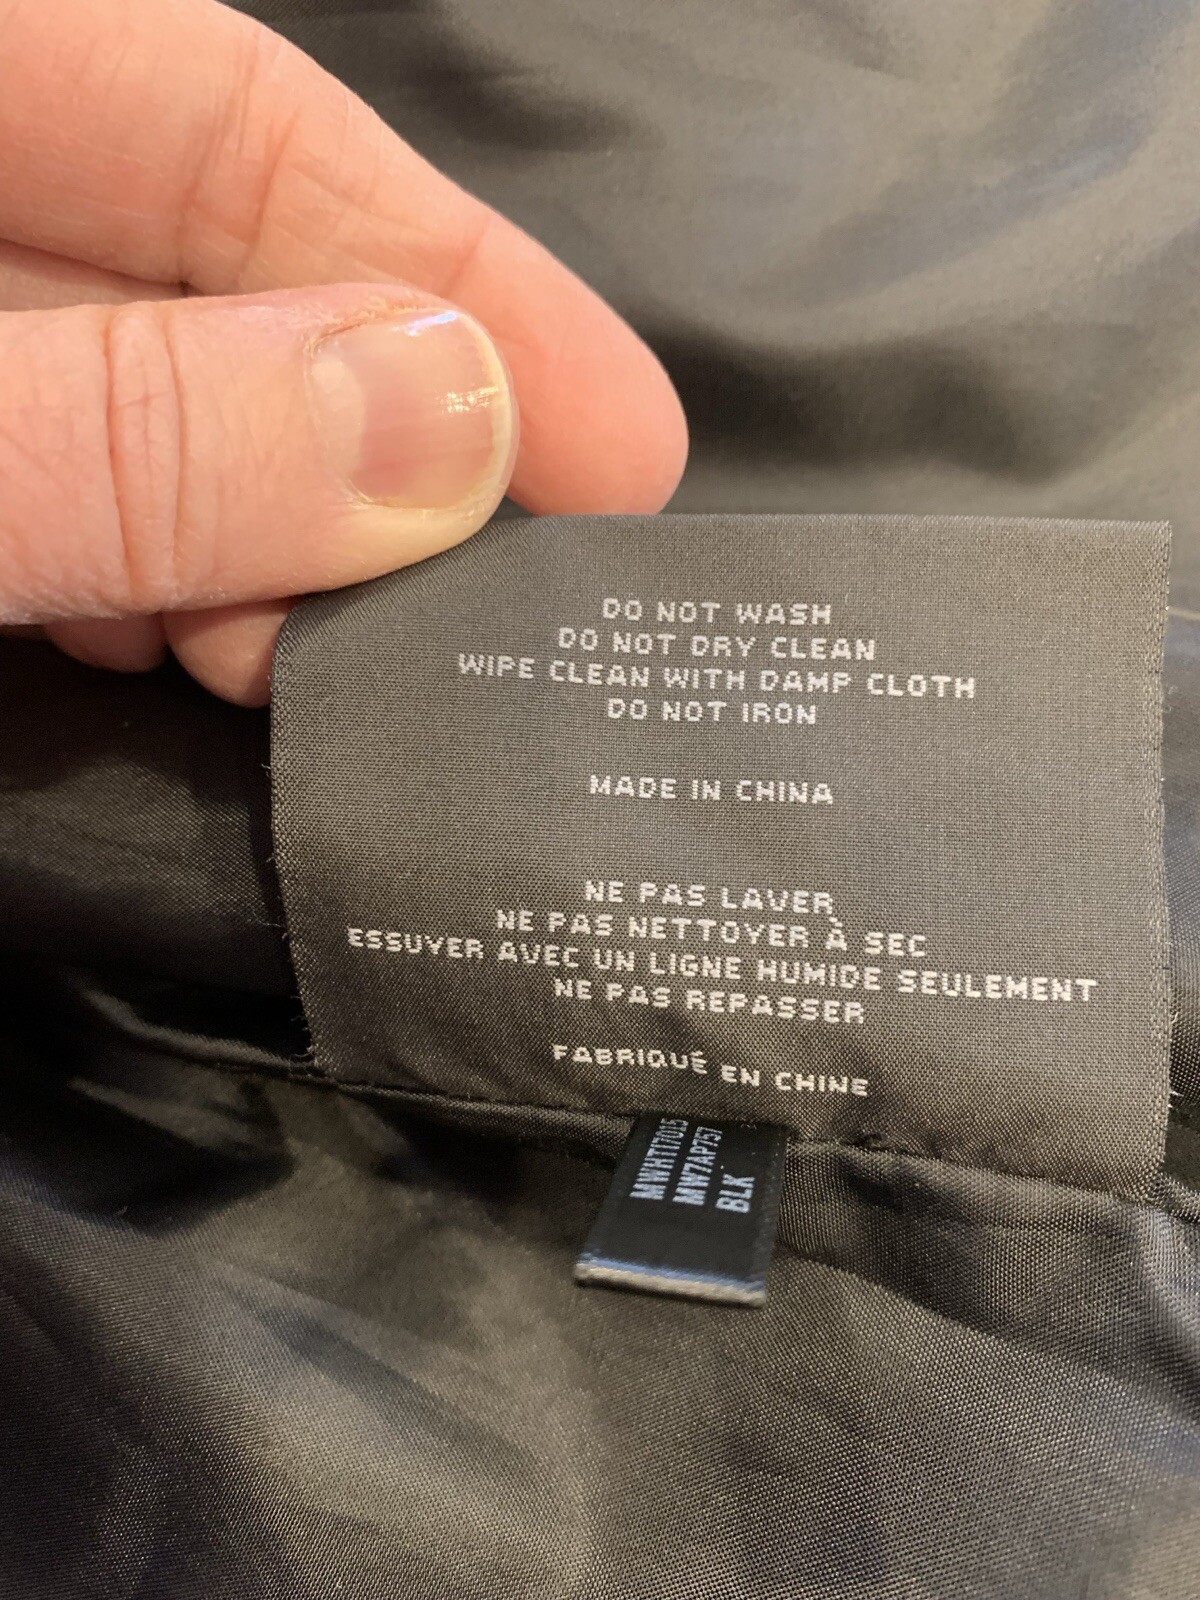 DO NOT WASH
DO NOT DRY CLEAN
WIPE CLEAN WITH DAMP CLOTH
DO NOT IRON
MADE IN CHINA
NE PAS LAVER
NE PAS NETTOYER À SEC
ESSUYER AVEC UN LIGNE HUMIDE SEULEMENT
NE PAS REPASSER
FABRIQUÉ EN CHINE
MWHT17015
MW7AP757
BLK